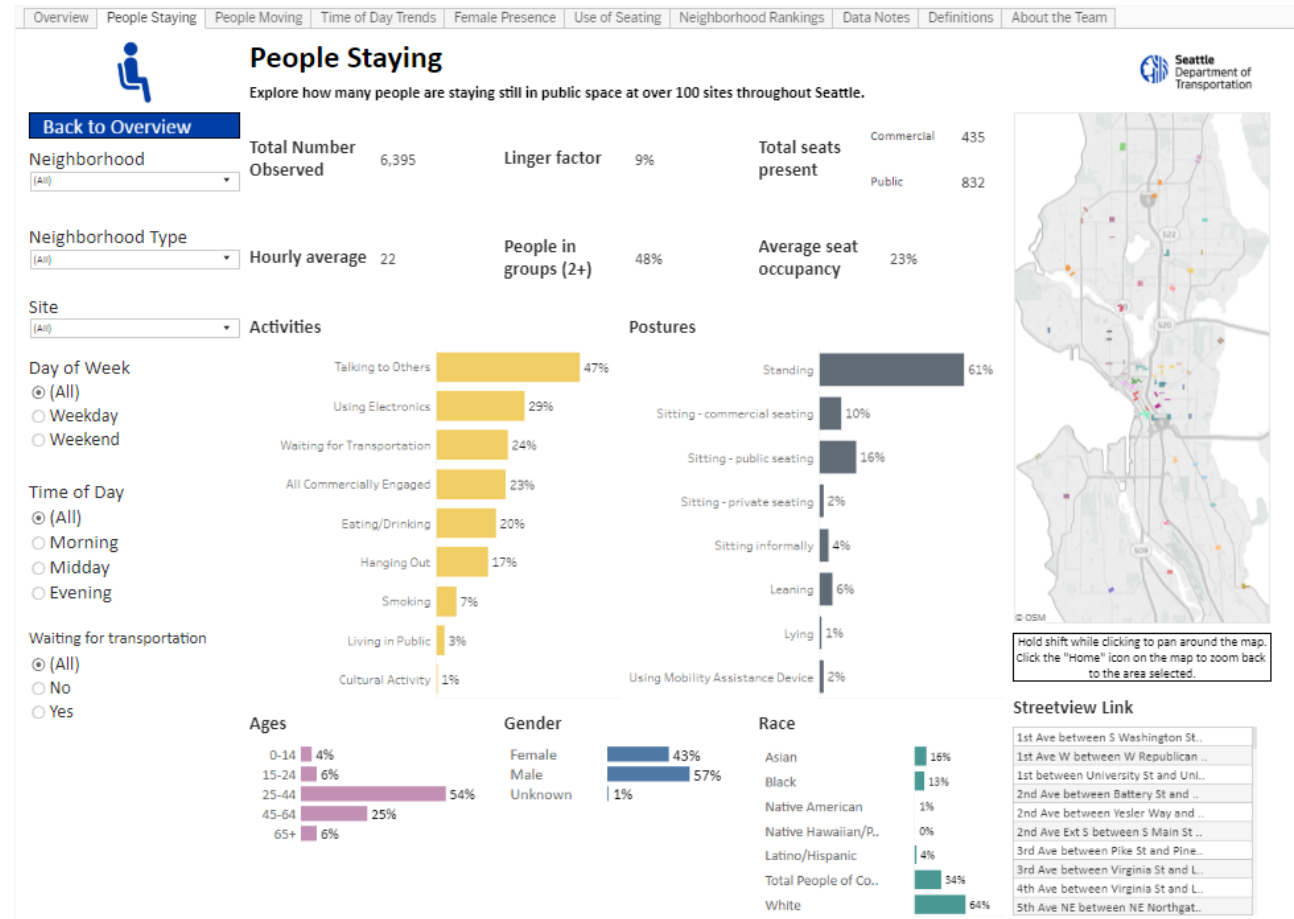 Overview People Staying People Moving Time of Day Trends Female Presence Use of Seating Neighborhood Rankings Data Notes Definitions About the Team
People Staying
Explore how many people are staying still in public space at over 100 sites throughout Seattle.
Seattle
Department of
Transportation
Back to Overview
Neighborhood
(All)
Neighborhood Type
(All)
Site
(All)
Day of Week
(All)
Weekday
Weekend
Time of Day
(All)
Morning
Midday
Evening
Waiting for transportation
(All)
No
Yes
Total Number
Observed
6,395
Linger factor 9%
Total seats
present
Commercial 435
Public 832
Hourly average 22
People in
groups (2+)
48%
Average seat
occupancy
23%
Activities
Talking to Others 47%
Using Electronics 29%
Waiting for Transportation 24%
All Commercially Engaged 23%
Eating/Drinking 20%
Hanging Out 17%
Smoking 7%
Living in Public 3%
Cultural Activity 1%
Postures
Standing 61%
Sitting - commercial seating 10%
Sitting - public seating 16%
Sitting - private seating 2%
Sitting informally 4%
Leaning 6%
Lying 1%
Using Mobility Assistance Device 2%
Ages
0-14 4%
15-24 6%
25-44 54%
45-64 25%
65+ 6%
Gender
Female 43%
Male 57%
Unknown 1%
Race
Asian 16%
Black 13%
Native American 1%
Native Hawaiian/P.. 0%
Latino/Hispanic 4%
Total People of Co.. 34%
White 64%
522
520
509
© OSM
Hold shift while clicking to pan around the map.
Click the "Home" icon on the map to zoom back
to the area selected.
Streetview Link
1st Ave between S Washington St..
1st Ave W between W Republican ..
1st between University St and Uni..
2nd Ave between Battery St and ..
2nd Ave between Yesler Way and ..
2nd Ave Ext S between S Main St ..
3rd Ave between Pike St and Pine..
3rd Ave between Virginia St and L..
4th Ave between Virginia St and L..
5th Ave NE between NE Northgat..